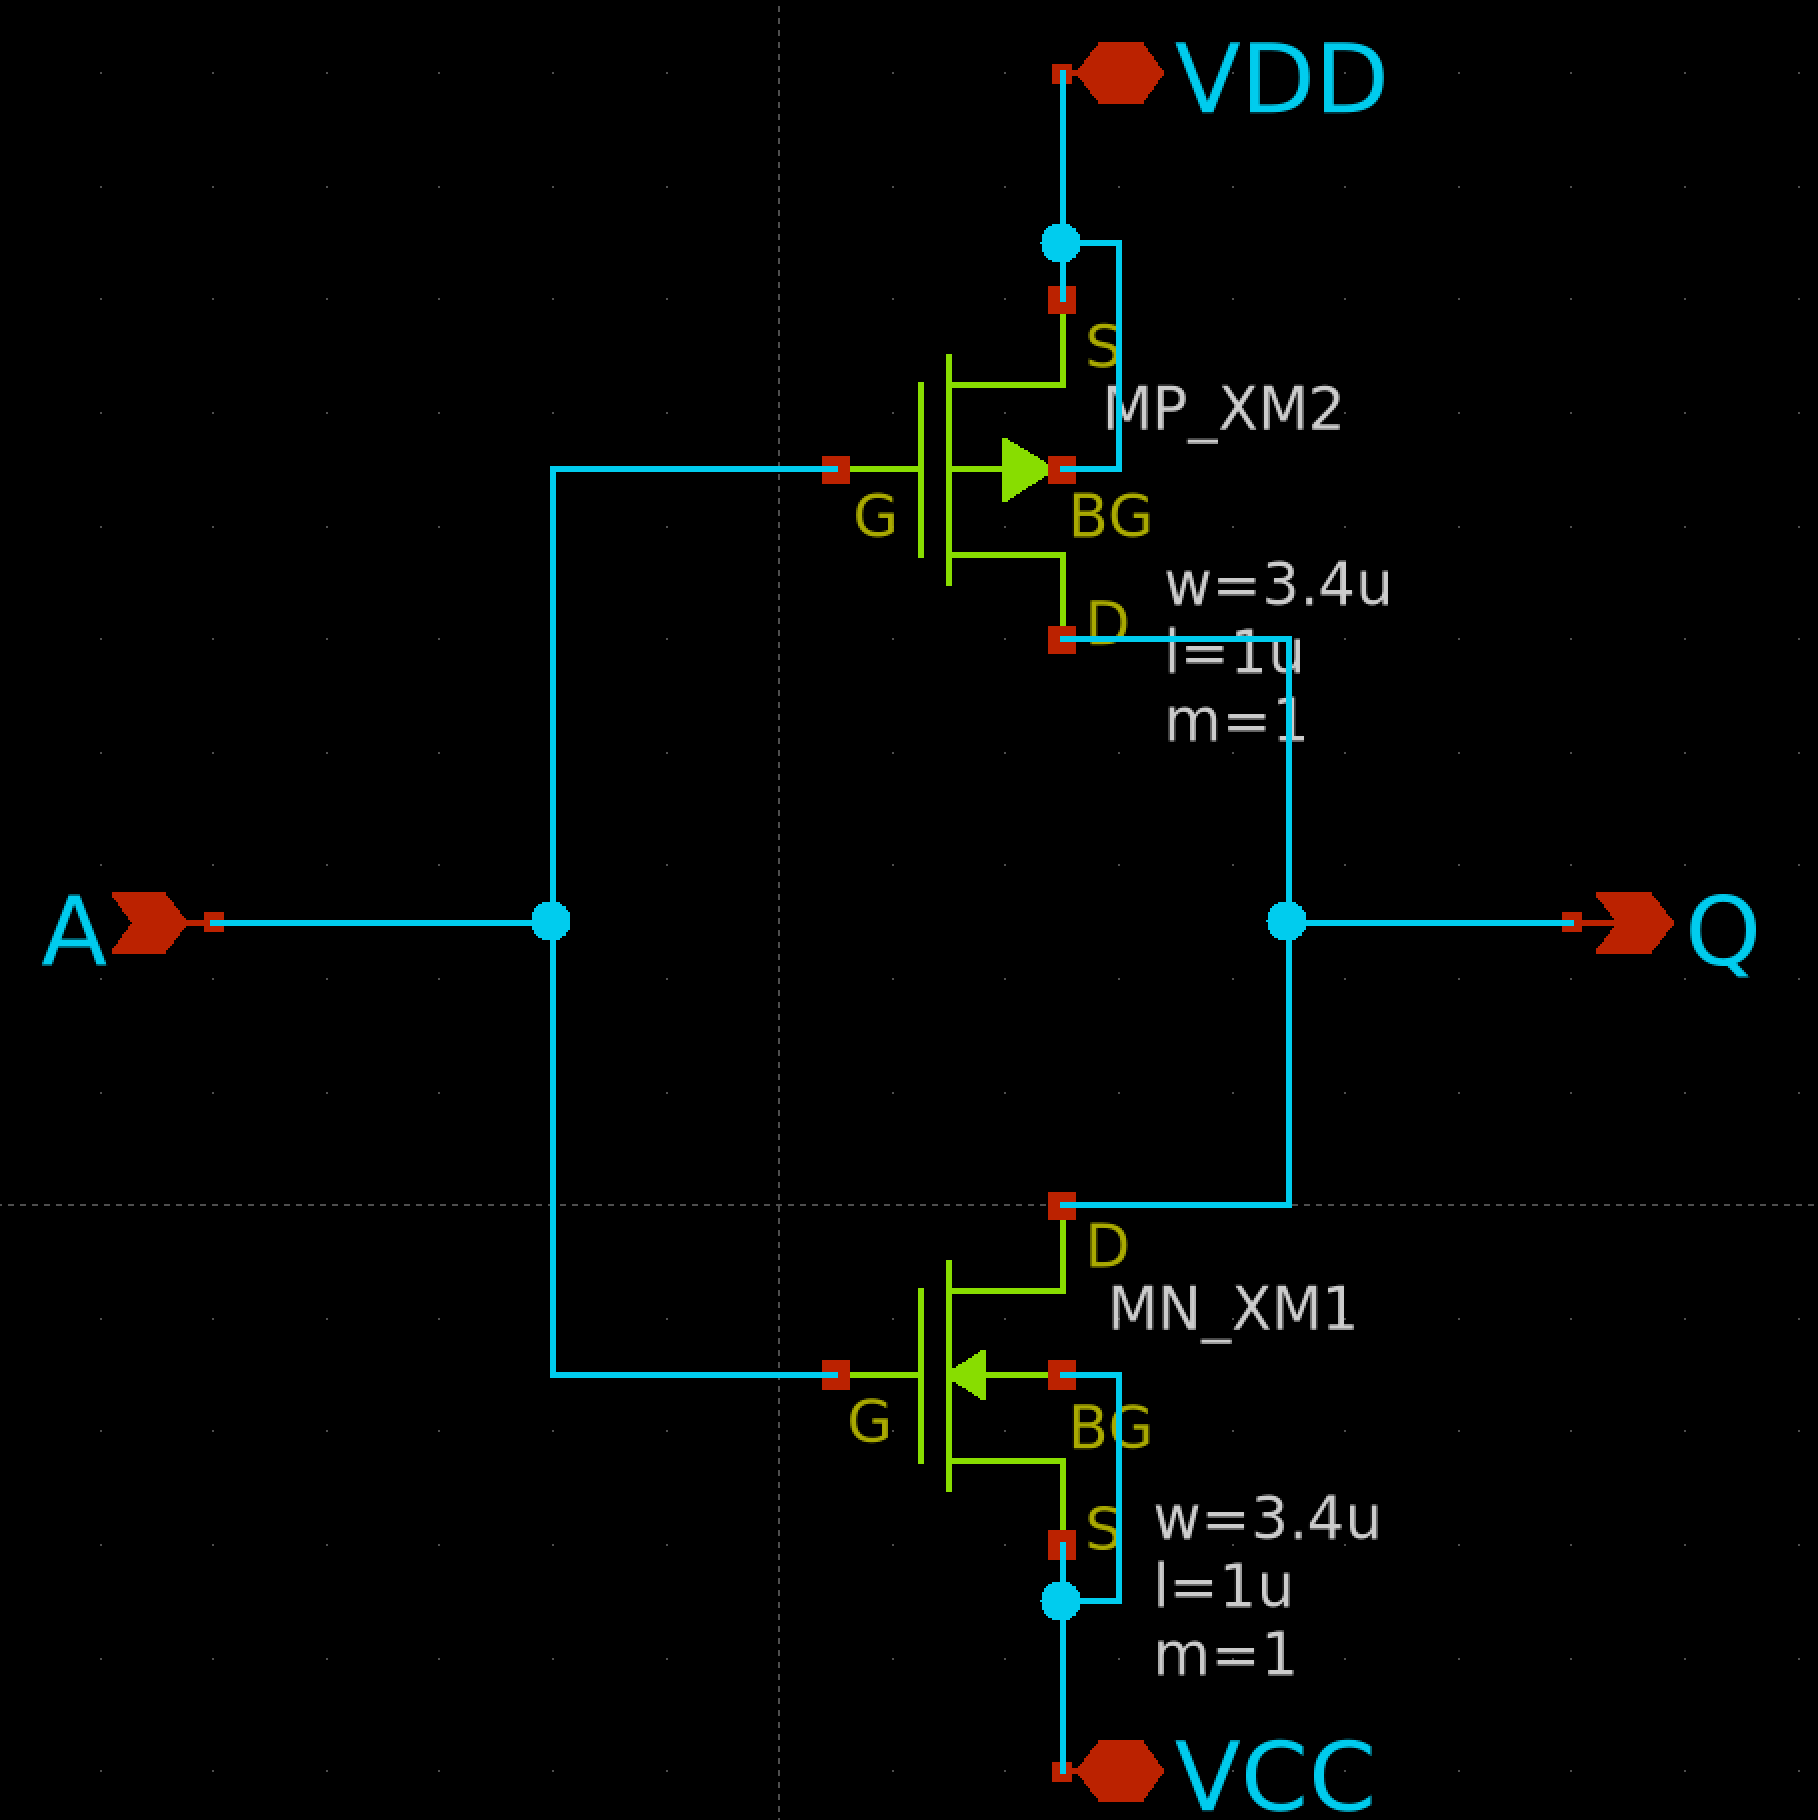 VDD
S
MP_XM2
G
BG
w=3.4u
D
l=1u
m=1
A
Q
D
MN_XM1
G
BG
w=3.4u
S
l=1u
m=1
VCC